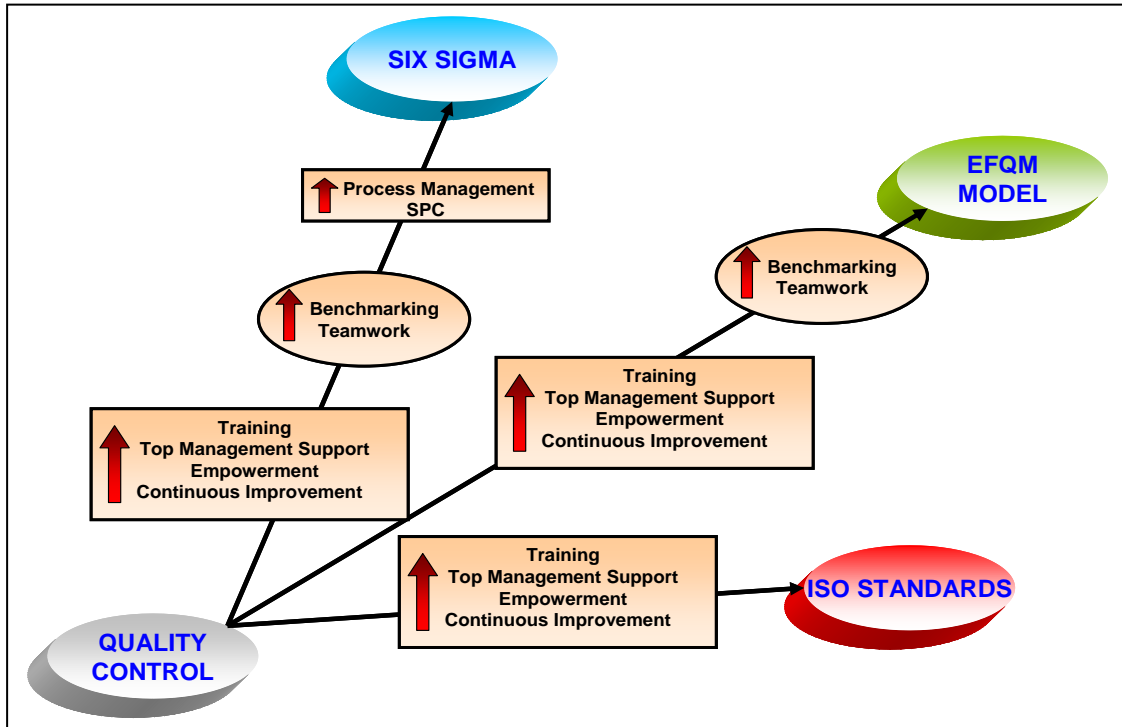 SIX SIGMA
EFQM
MODEL
Process Management
SPC
Benchmarking
Teamwork
Benchmarking
Teamwork
Training
Top Management Support
Empowerment
Continuous Improvement
Training
Top Management Support
Empowerment
Continuous Improvement
Training
Top Management Support
Empowerment
Continuous Improvement
ISO STANDARDS
QUALITY
CONTROL